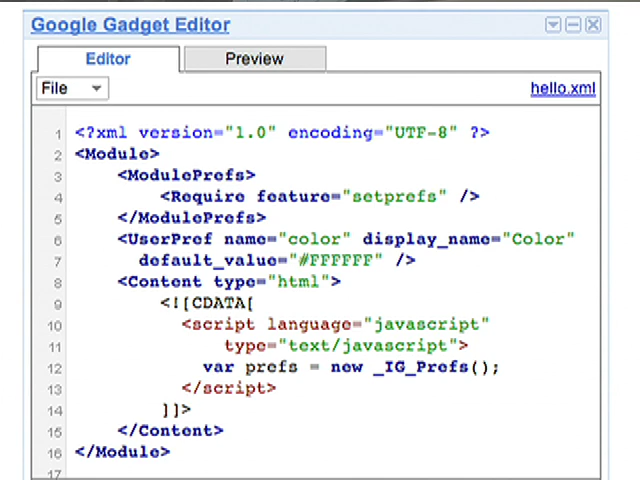 Google Gadget Editor
Editor Preview
File hello.xml
1 <?xml version="1.0" encoding="UTF-8" ?>
2 <Module>
3 <ModulePrefs>
4 <Require feature="setprefs" />
5 </ModulePrefs>
6 <UserPref name="color" display_name="Color"
7 default_value="#FFFFFF" />
8 <Content type="html">
9 <![CDATA[
10 <script language="javascript"
11 type="text/javascript">
12 var prefs = new _IG_Prefs();
13 </script>
14 ]]>
15 </Content>
16 </Module>
17